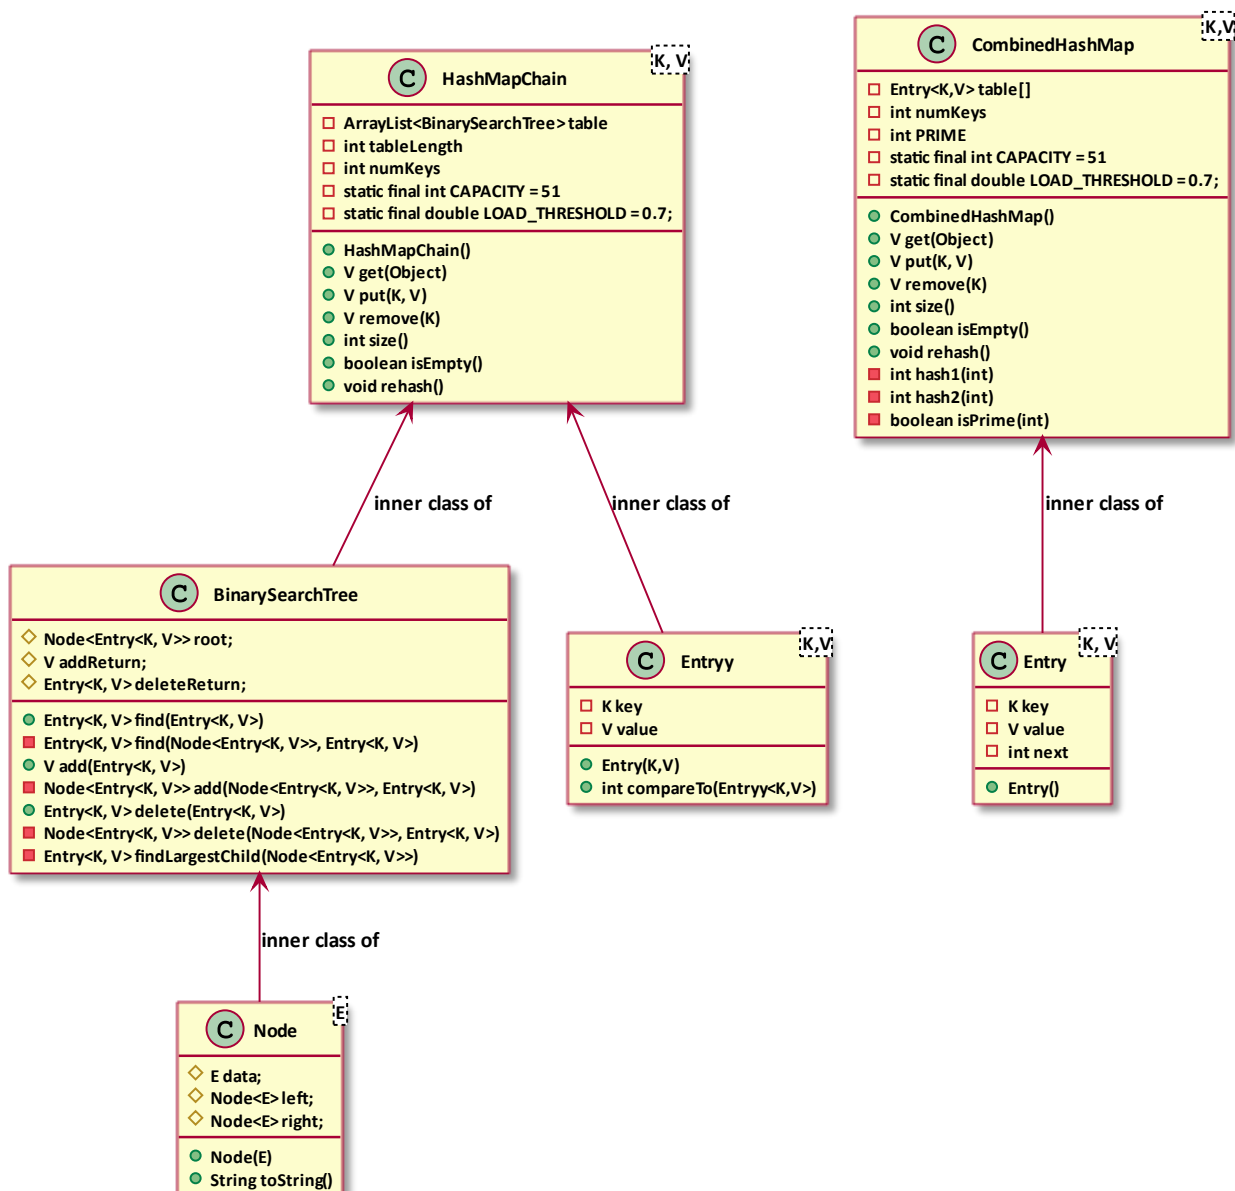 K, V
C HashMapChain
ArrayList<BinarySearchTree> table
int tableLength
int numKeys
static final int CAPACITY = 51
static final double LOAD_THRESHOLD = 0.7;
HashMapChain()
V get(Object)
V put(K, V)
V remove(K)
int size()
boolean isEmpty()
void rehash()
K,V
C CombinedHashMap
Entry<K,V> table[]
int numKeys
int PRIME
static final int CAPACITY = 51
static final double LOAD_THRESHOLD = 0.7;
CombinedHashMap()
V get(Object)
V put(K, V)
V remove(K)
int size()
boolean isEmpty()
void rehash()
int hash1(int)
int hash2(int)
boolean isPrime(int)
inner class of
inner class of
inner class of
C BinarySearchTree
Node<Entry<K, V>> root;
V addReturn;
Entry<K, V> deleteReturn;
Entry<K, V> find(Entry<K, V>)
Entry<K, V> find(Node<Entry<K, V>>, Entry<K, V>)
V add(Entry<K, V>)
Node<Entry<K, V>> add(Node<Entry<K, V>>, Entry<K, V>)
Entry<K, V> delete(Entry<K, V>)
Node<Entry<K, V>> delete(Node<Entry<K, V>>, Entry<K, V>)
Entry<K, V> findLargestChild(Node<Entry<K, V>>)
K,V
C Entryy
K key
V value
Entry(K,V)
int compareTo(Entryy<K,V>)
K, V
C Entry
K key
V value
int next
Entry()
inner class of
E
C Node
E data;
Node<E> left;
Node<E> right;
Node(E)
String toString()